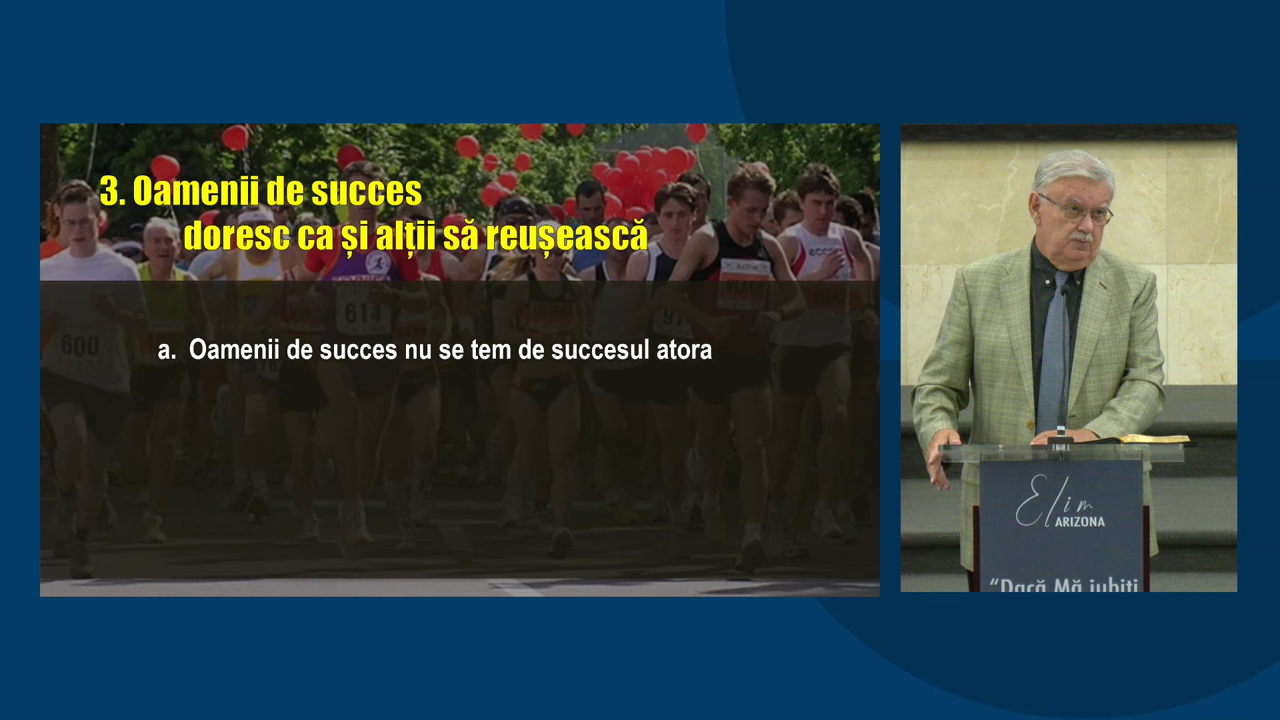 3. Oamenii de succes
doresc ca și alții să reușească
a. Oamenii de succes nu se tem de succesul atora
614
600
Elim
ARIZONA
“Dacă Mă iubiți